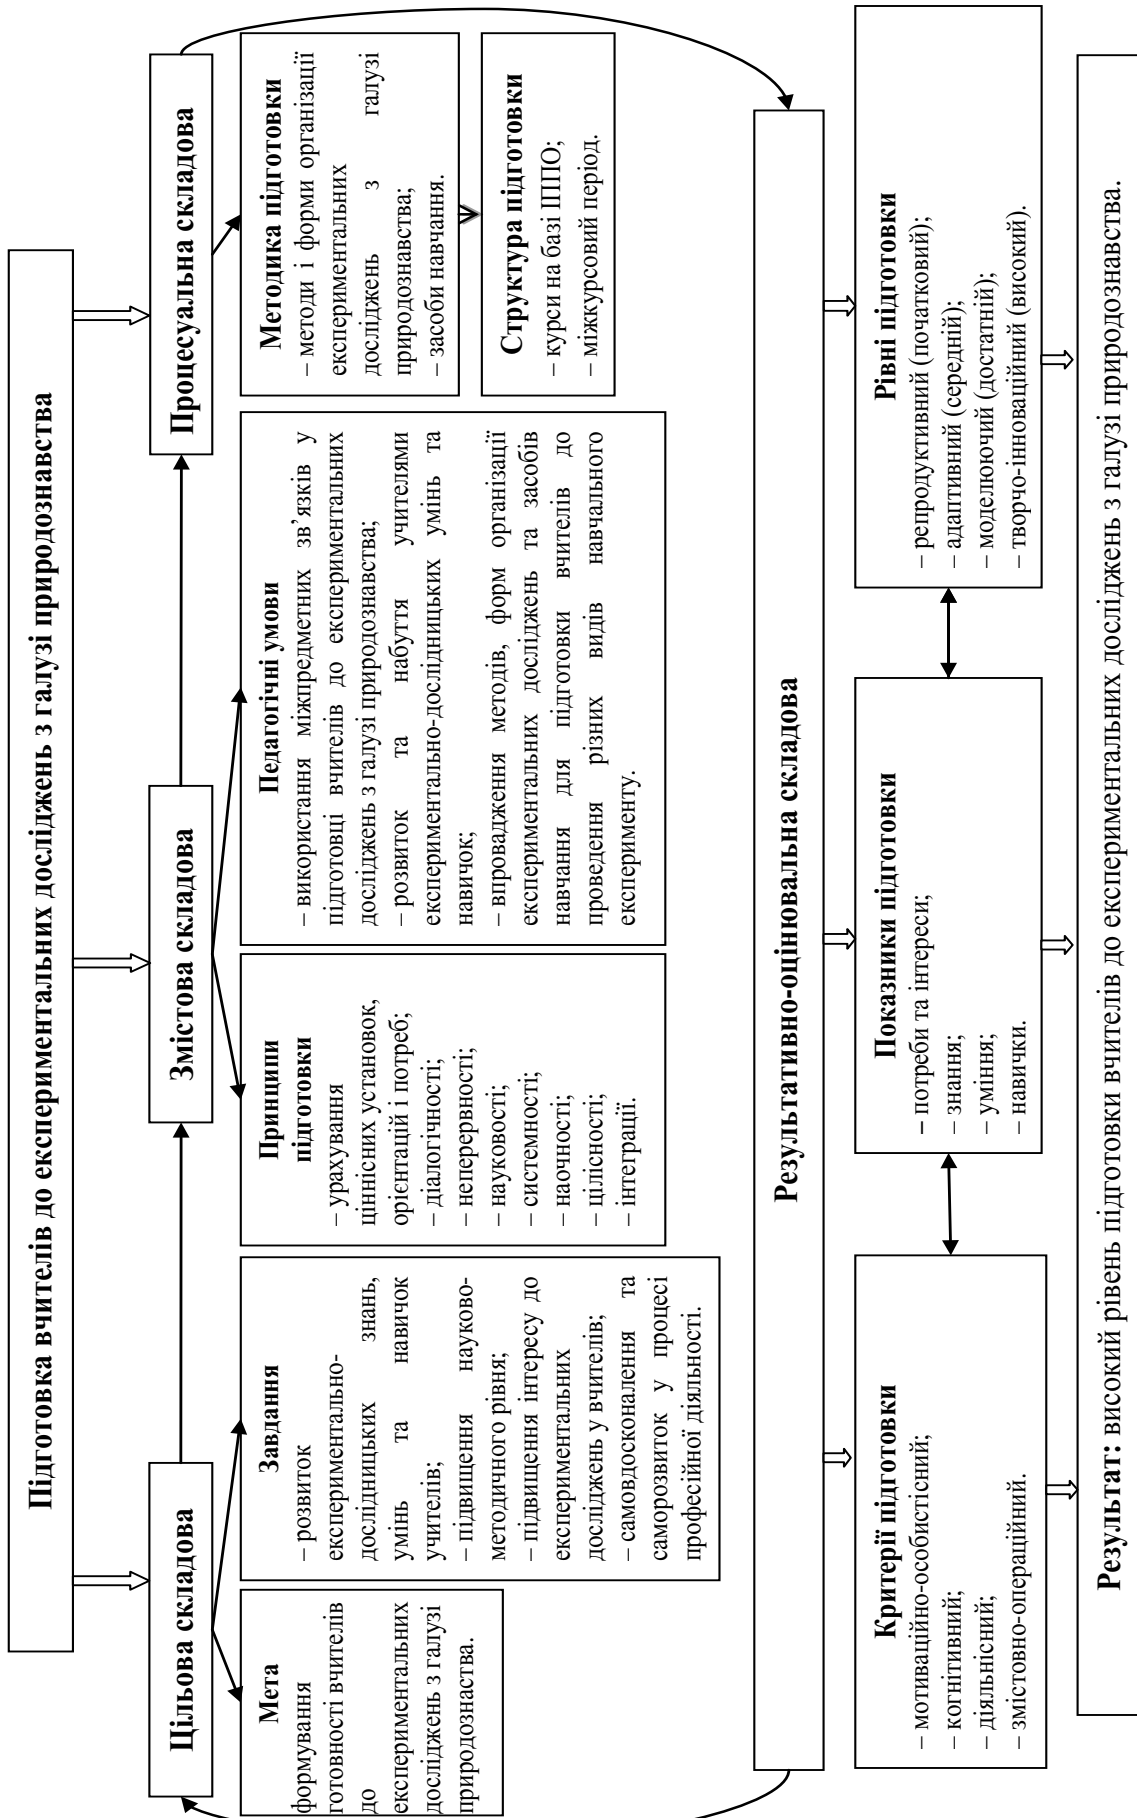 Підготовка вчителів до експериментальних досліджень з галузі природознавства
Цільова складова
Змістова складова
Процесуальна складова
Мета
формування
готовності вчителів
до
експериментальних
досліджень з галузі
природознаства.
Завдання
– розвиток
експериментально-
дослідницьких знань,
умінь та навичок
учителів;
– підвищення науково-
методичного рівня;
– підвищення інтересу до
експериментальних
досліджень у вчителів;
– самовдосконалення та
саморозвиток у процесі
професійної діяльності.
Принципи
підготовки
– урахування
ціннісних установок,
орієнтацій і потреб;
– діалогічності;
– неперервності;
– науковості;
– системності;
– наочності;
– цілісності;
– інтеграції.
Педагогічні умови
– використання міжпредметних зв’язків у
підготовці вчителів до експериментальних
досліджень з галузі природознавства;
– розвиток та набуття учителями
експериментально-дослідницьких умінь та
навичок;
– впровадження методів, форм організації
експериментальних досліджень та засобів
навчання для підготовки вчителів до
проведення різних видів навчального
експерименту.
Методика підготовки
– методи і форми організації
експериментальних
досліджень з галузі
природознавства;
– засоби навчання.
Структура підготовки
– курси на базі ІППО;
– міжкурсовий період.
Результативно-оцінювальна складова
Критерії підготовки
– мотиваційно-особистісний;
– когнітивний;
– діяльнісний;
– змістовно-операційний.
Показники підготовки
– потреби та інтереси;
– знання;
– уміння;
– навички.
Рівні підготовки
– репродуктивний (початковий);
– адаптивний (середній);
– моделюючий (достатній);
– творчо-інноваційний (високий).
Результат: високий рівень підготовки вчителів до експериментальних досліджень з галузі природознавства.